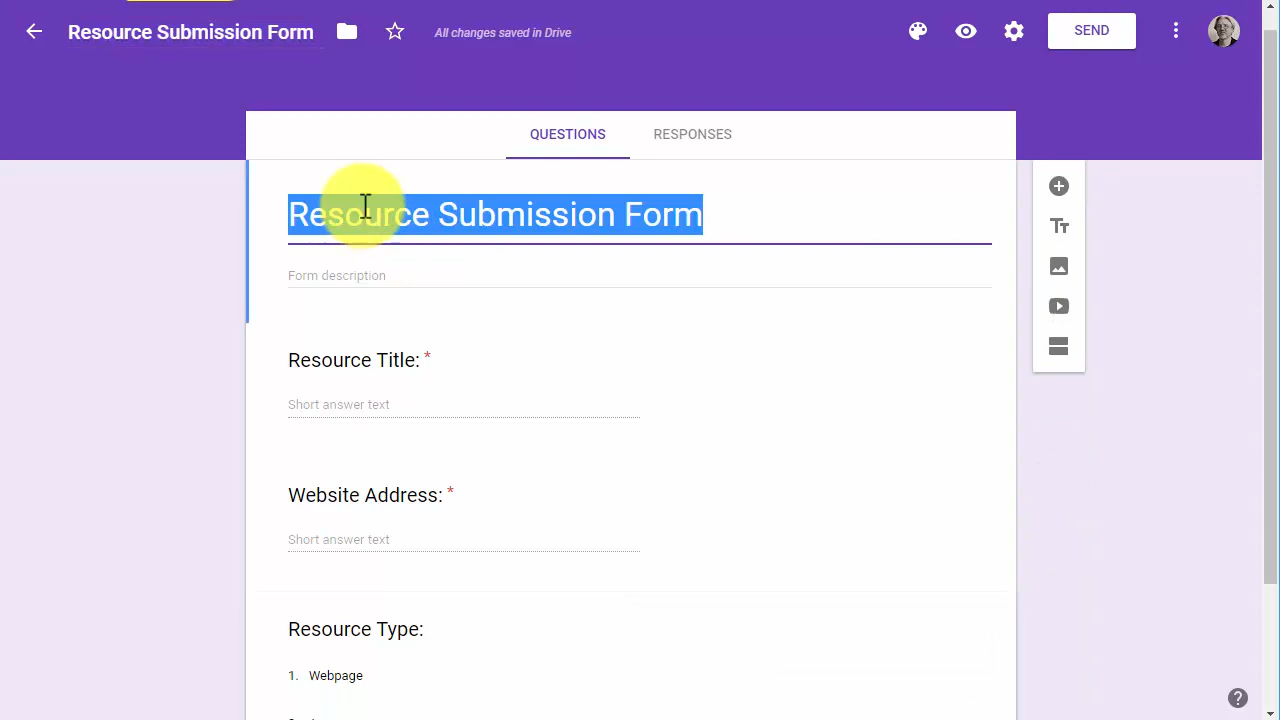 Resource Submission Form
All changes saved in Drive
SEND
QUESTIONS
RESPONSES
Resource Submission Form
Form description
Resource Title: *
Short answer text
Website Address: *
Short answer text
Resource Type:
1. Webpage